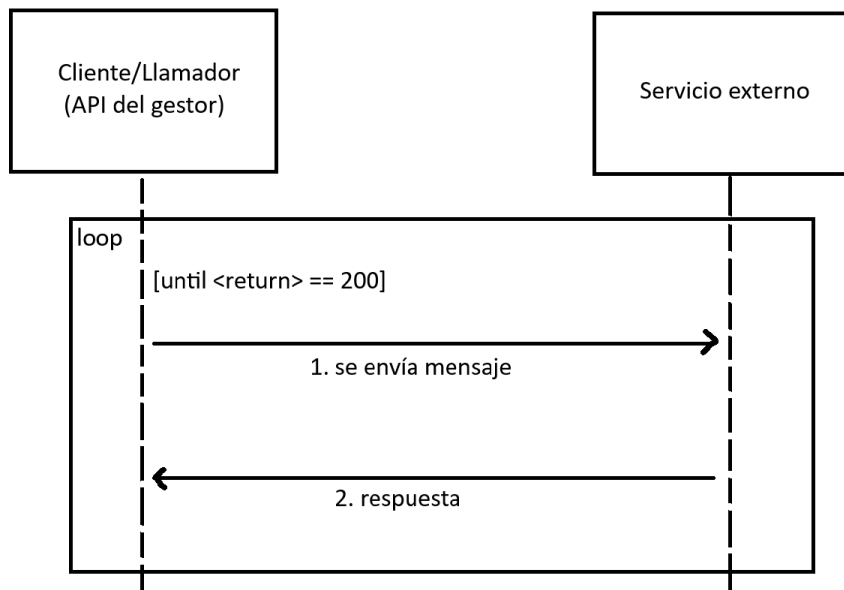 Cliente/Llamador
(API del gestor)
Servicio externo
loop
[until <return> == 200]
1. se envía mensaje
2. respuesta